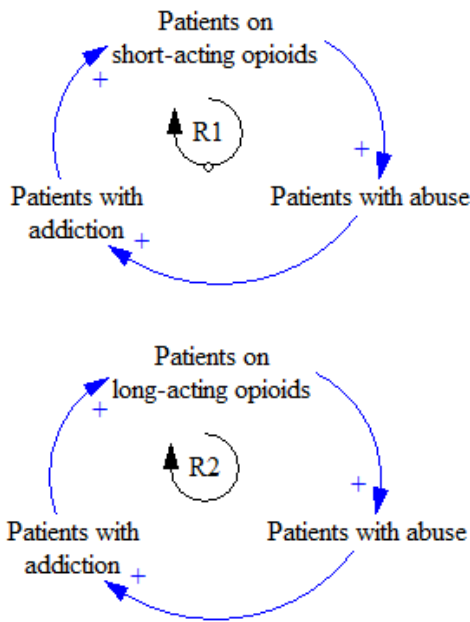 Patients on
short-acting opioids
+
R1
+
Patients with
addiction
Patients with abuse
+
Patients on
long-acting opioids
+
R2
+
Patients with
addiction
Patients with abuse
+